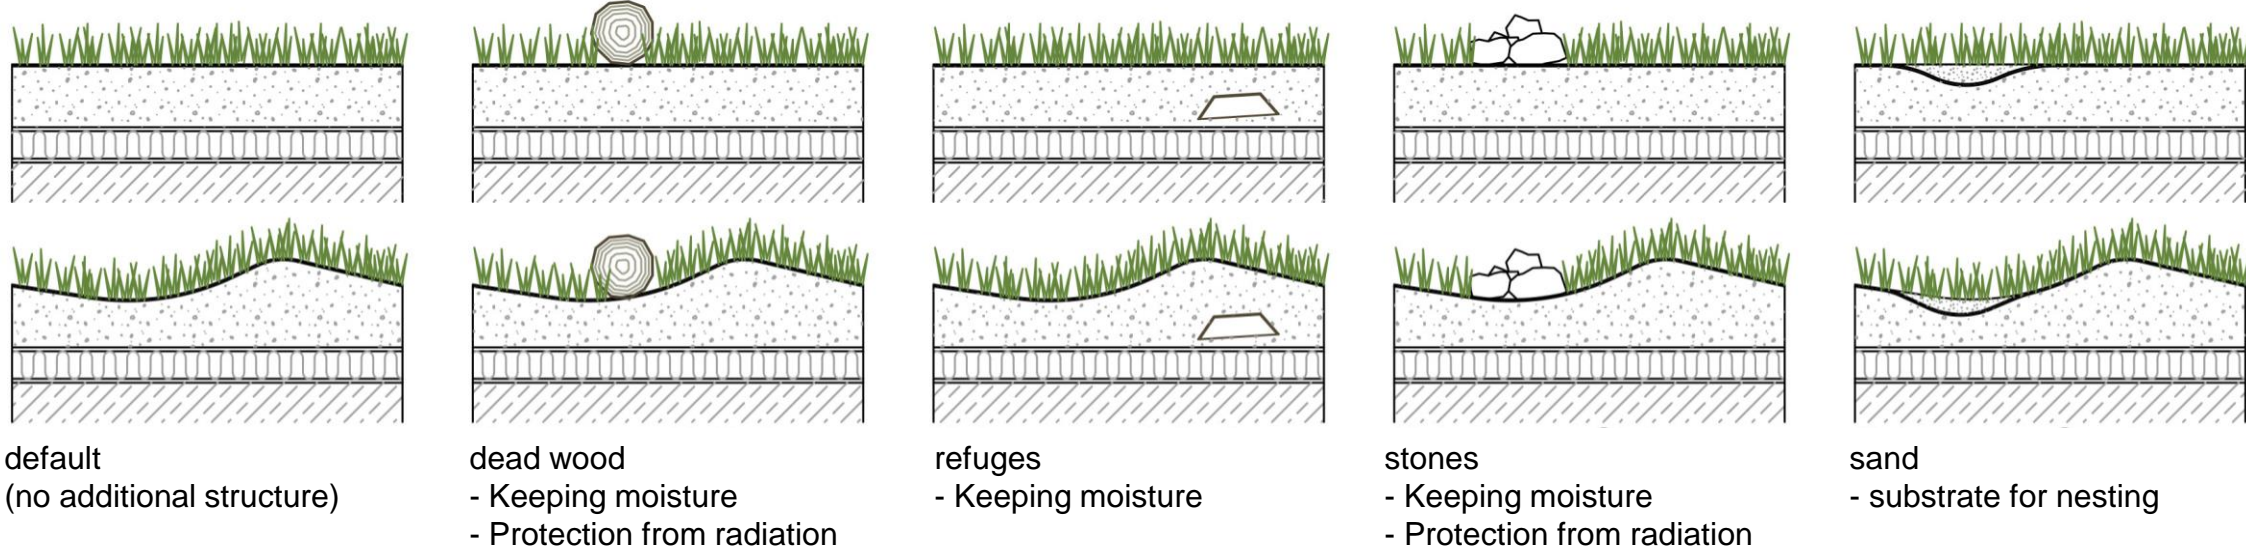 default
(no additional structure)
dead wood
- Keeping moisture
- Protection from radiation
refuges
- Keeping moisture
stones
- Keeping moisture
- Protection from radiation
sand
- substrate for nesting